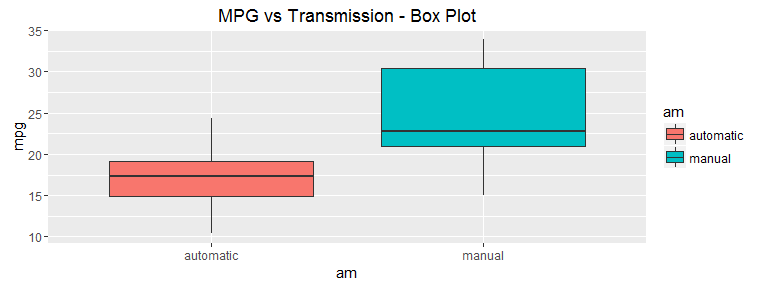 MPG vs Transmission - Box Plot
mpg
35
30
25
20
15
10
automatic
manual
am
am
automatic
manual